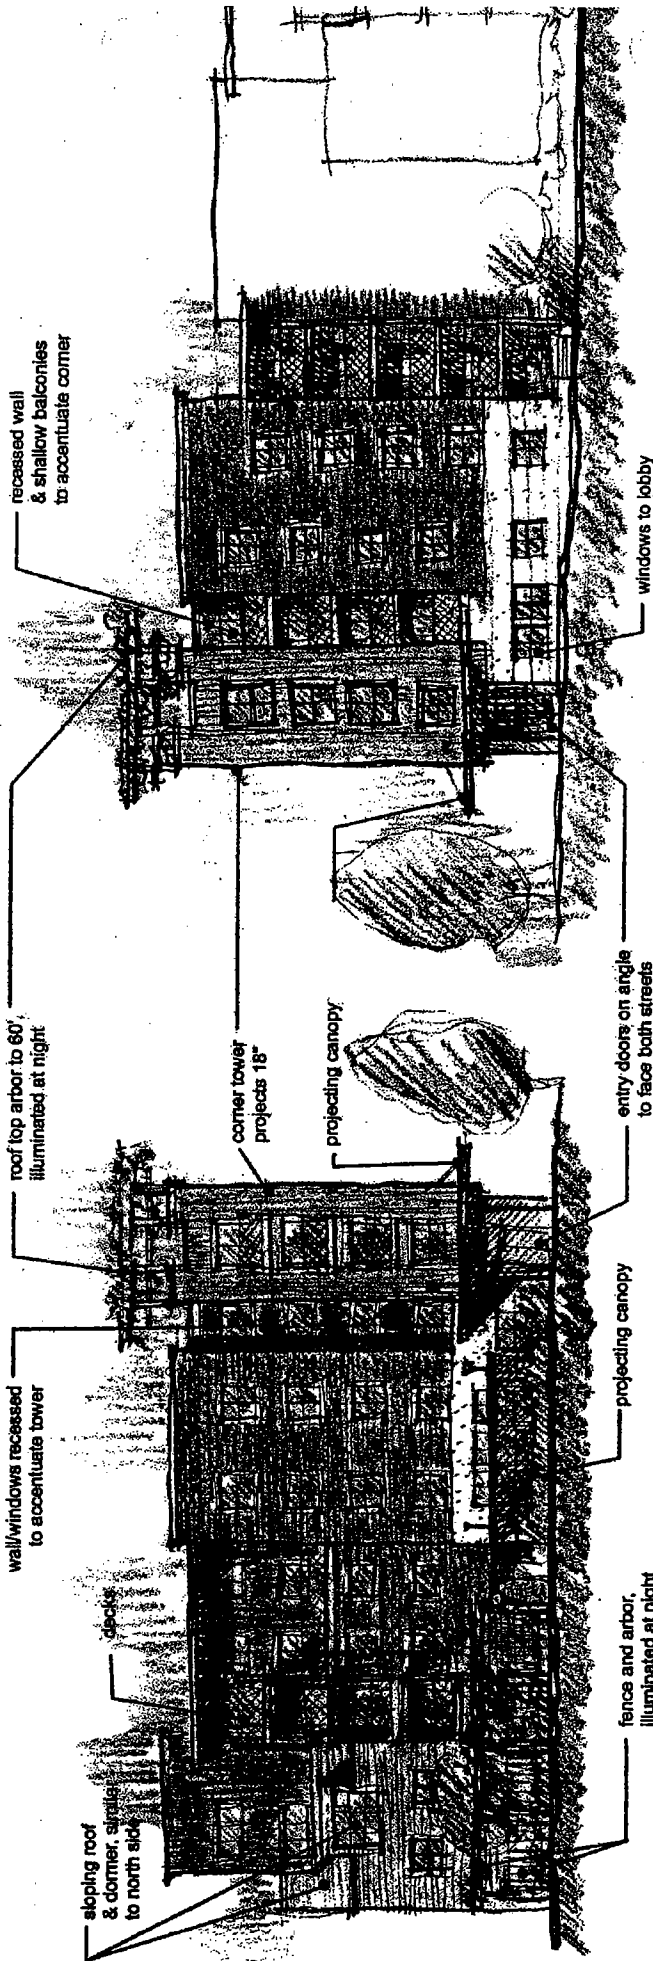 wall/windows recessed
to accentuate tower
roof top arbor to 60',
illuminated at night
recessed wall
& shallow balconies
to accentuate corner
decks
sloping roof
& dormer, similar
to north side
corner tower
projects 18"
projecting canopy
fence and arbor,
illuminated at night
projecting canopy
entry doors on angle
to face both streets
windows to lobby